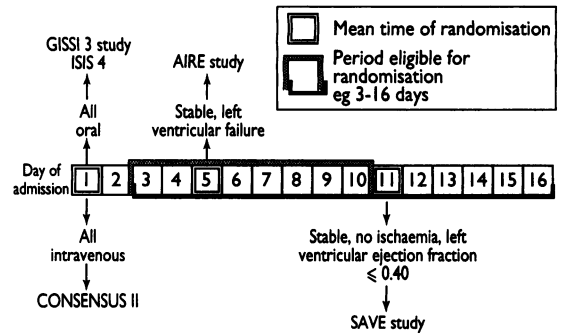 GISSI 3 study
ISIS 4
AIRE study
All
oral
Stable, left
ventricular failure
Mean time of randomisation
Period eligible for
randomisation
eg 3-16 days
Day of
admission
1 2 3 4 5 6 7 8 9 10 11 12 13 14 15 16
All
intravenous
CONSENSUS II
Stable, no ischaemia, left
ventricular ejection fraction
⩽ 0.40
SAVE study